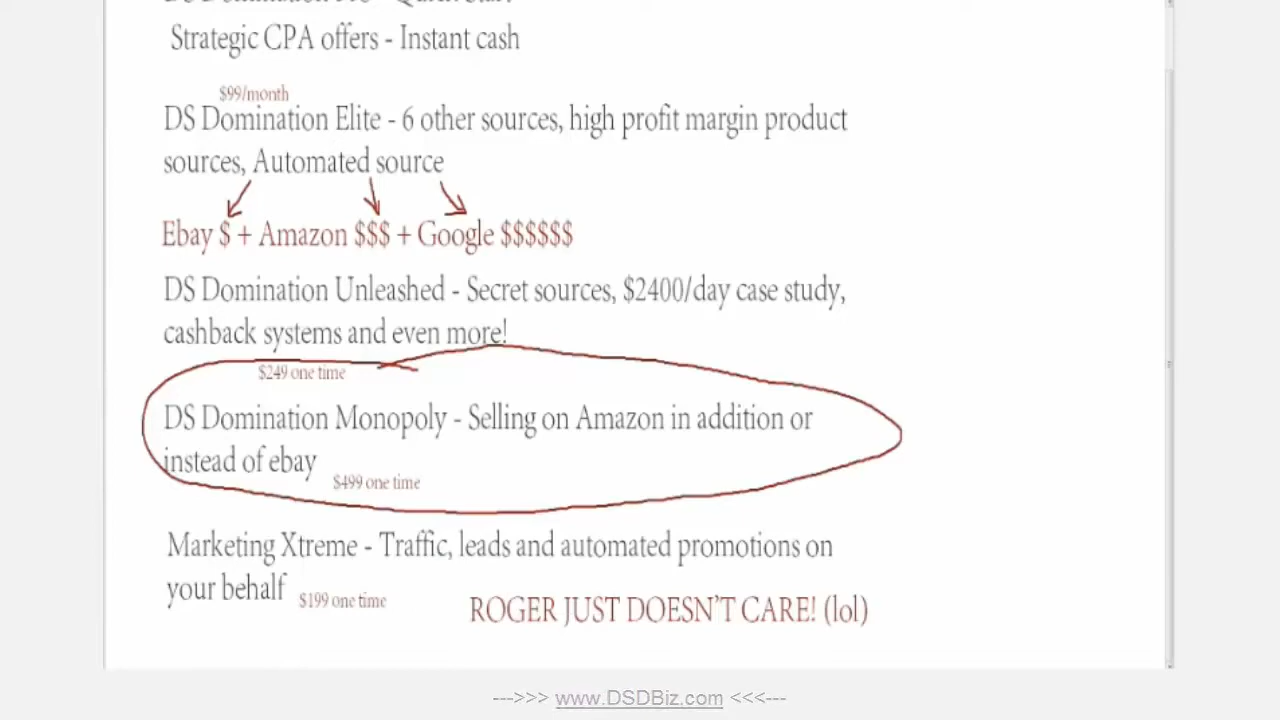 Strategic CPA offers - Instant cash
$99/month
DS Domination Elite - 6 other sources, high profit margin product
sources, Automated source
Ebay $ + Amazon $$$ + Google $$$$$$
DS Domination Unleashed - Secret sources, $2400/day case study,
cashback systems and even more!
$249 one time
DS Domination Monopoly - Selling on Amazon in addition or
instead of ebay
$499 one time
Marketing Xtreme - Traffic, leads and automated promotions on
your behalf
$199 one time
ROGER JUST DOESN'T CARE! (lol)
--->>> www.DSDBiz.com <<<---